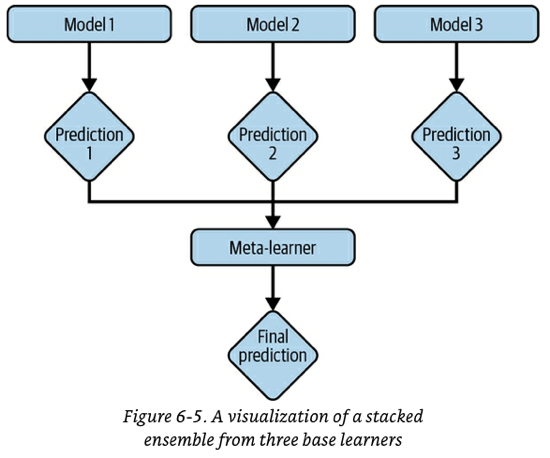 Model 1
Model 2
Model 3
Prediction
1
Prediction
2
Prediction
3
Meta-learner
Final
prediction
Figure 6-5. A visualization of a stacked
ensemble from three base learners